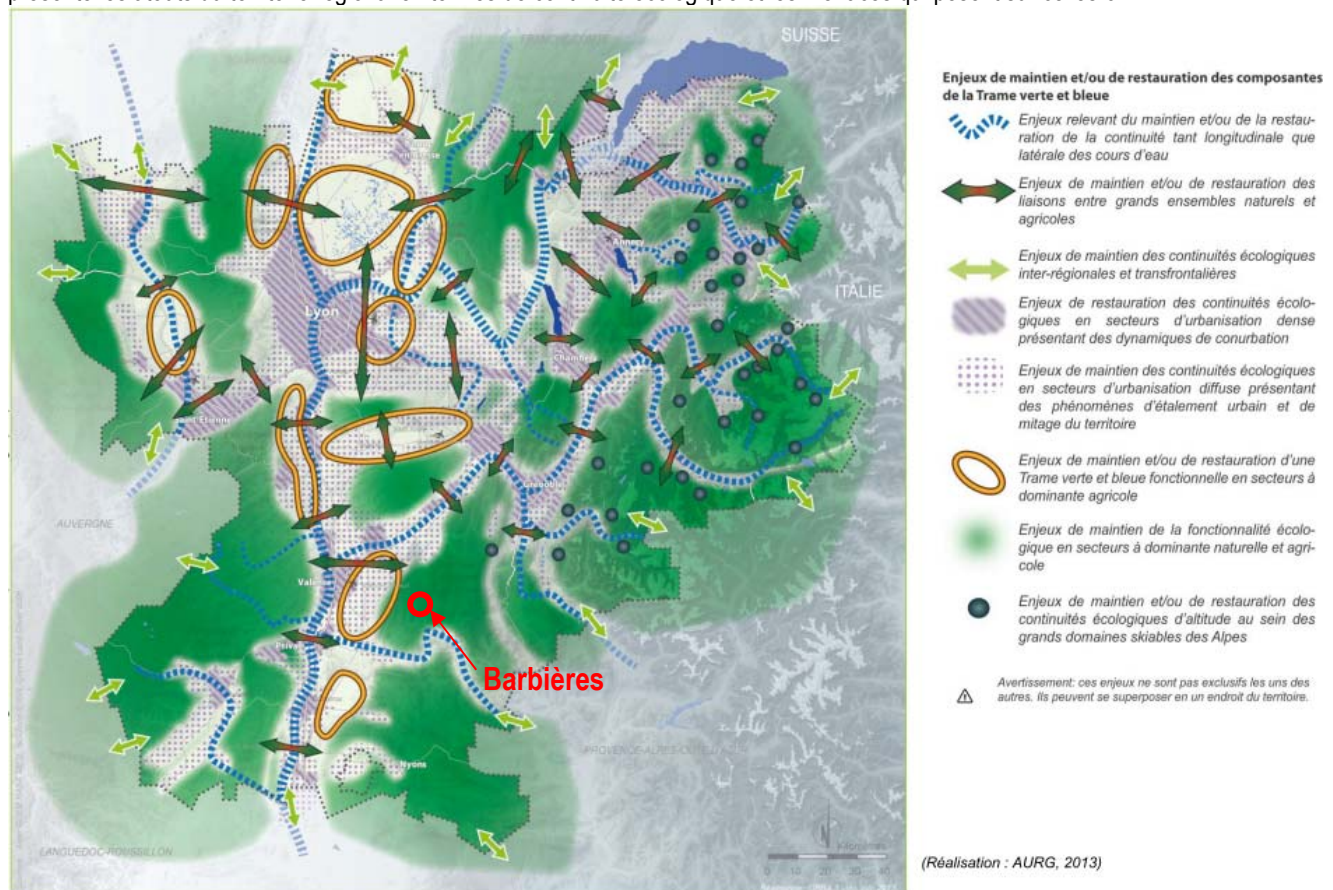 SUISSE
Lyon
Annecy
ITALIE
Chambéry
Grenoble
AUVERGNE
Valence
Barbières
Nyons
PROVENCE-ALPES-COTE D'AZUR
LANGUEDOC-ROUSSILLON
Kilomètres
0 10 20 30 40
Enjeux de maintien et/ou de restauration des composantes
de la Trame verte et bleue
Enjeux relevant du maintien et/ou de la restau-
ration de la continuité tant longitudinale que
latérale des cours d'eau
Enjeux de maintien et/ou de restauration des
liaisons entre grands ensembles naturels et
agricoles
Enjeux de maintien des continuités écologiques
inter-régionales et transfrontalières
Enjeux de restauration des continuités écolo-
giques en secteurs d'urbanisation dense
présentant des dynamiques de conurbation
Enjeux de maintien des continuités écologiques
en secteurs d'urbanisation diffuse présentant
des phénomènes d'étalement urbain et de
mitage du territoire
Enjeux de maintien et/ou de restauration d'une
Trame verte et bleue fonctionnelle en secteurs à
dominante agricole
Enjeux de maintien de la fonctionnalité écolo-
gique en secteurs à dominante naturelle et agri-
cole
Enjeux de maintien et/ou de restauration des
continuités écologiques d'altitude au sein des
grands domaines skiables des Alpes
Avertissement: ces enjeux ne sont pas exclusifs les uns des
autres. Ils peuvent se superposer en un endroit du territoire.
(Réalisation : AURG, 2013)